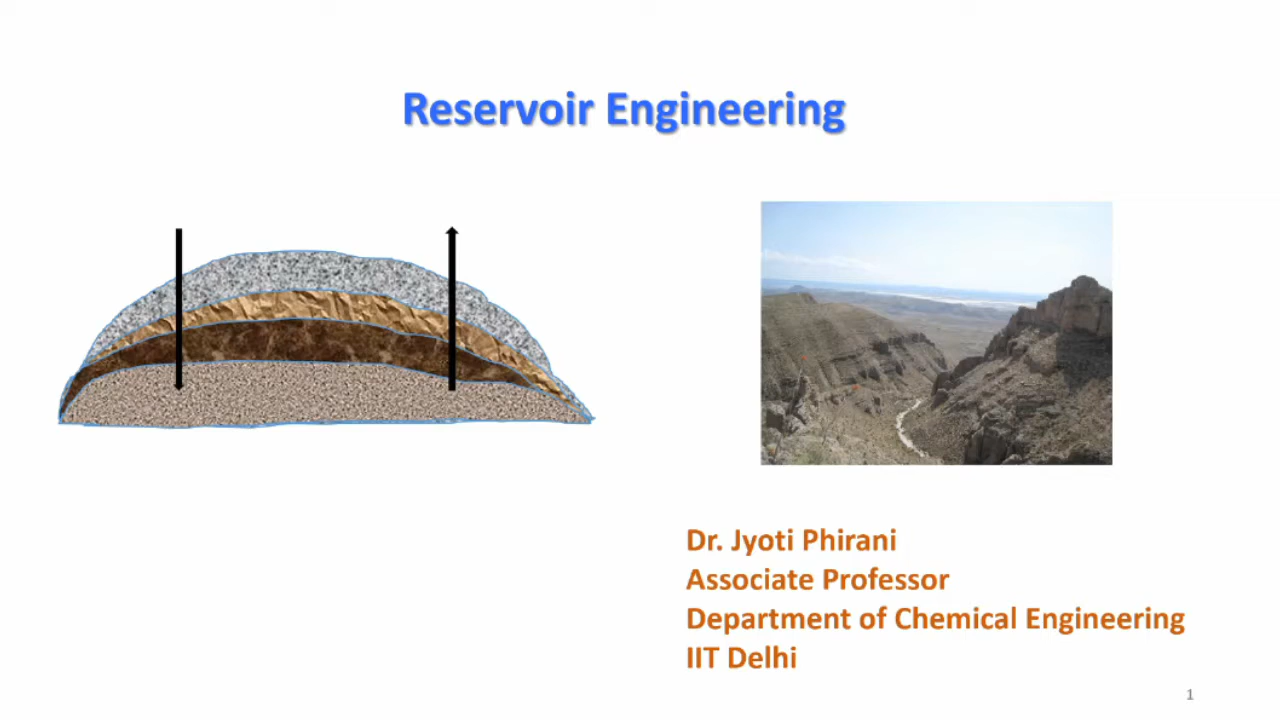 Reservoir Engineering
Dr. Jyoti Phirani
Associate Professor
Department of Chemical Engineering
IIT Delhi
1